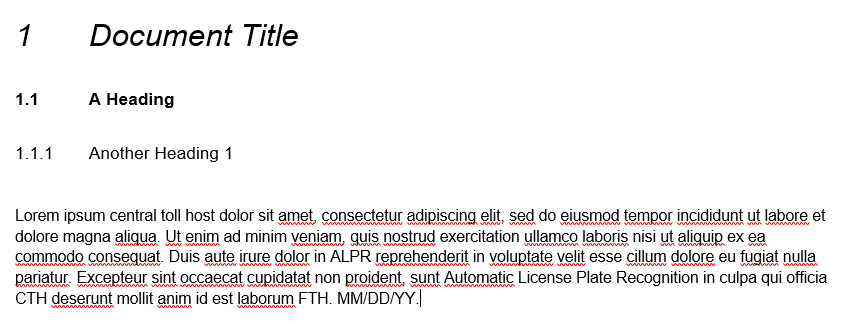 1 Document Title
1.1 A Heading
1.1.1 Another Heading 1
Lorem ipsum central toll host dolor sit amet, consectetur adipiscing elit, sed do eiusmod tempor incididunt ut labore et
dolore magna aliqua. Ut enim ad minim veniam, quis nostrud exercitation ullamco laboris nisi ut aliquip ex ea
commodo consequat. Duis aute irure dolor in ALPR reprehenderit in voluptate velit esse cillum dolore eu fugiat nulla
pariatur. Excepteur sint occaecat cupidatat non proident, sunt Automatic License Plate Recognition in culpa qui officia
CTH deserunt mollit anim id est laborum FTH. MM/DD/YY.